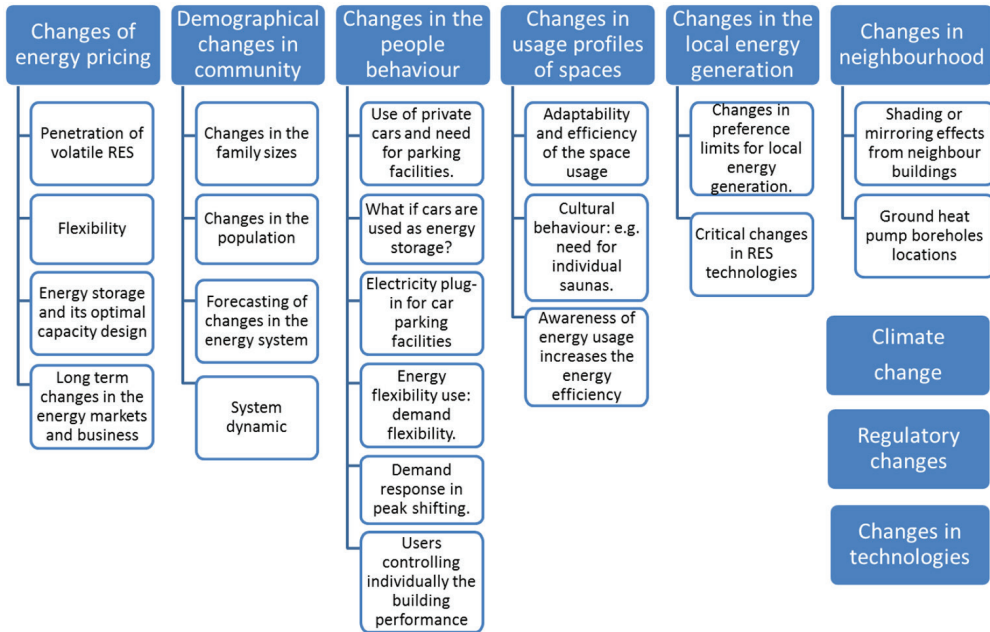 Changes of
energy pricing
Penetration of
volatile RES
Flexibility
Energy storage
and its optimal
capacity design
Long term
changes in the
energy markets
and business
Demographical
changes in
community
Changes in the
family sizes
Changes in the
population
Forecasting of
changes in the
energy system
System
dynamic
Changes in the
people
behaviour
Use of private
cars and need
for parking
facilities.
What if cars are
used as energy
storage?
Electricity plug-
in for car
parking
facilities
Energy
flexibility use:
demand
flexibility.
Demand
response in
peak shifting.
Users
controlling
individually the
building
performance
Changes in
usage profiles
of spaces
Adaptability
and efficiency
of the space
usage
Cultural
behaviour: e.g.
need for
individual
saunas.
Awareness of
energy usage
increases the
energy
efficiency
Changes in the
local energy
generation
Changes in
preference
limits for local
energy
generation.
Critical changes
in RES
technologies
Changes in
neighbourhood
Shading or
mirroring effects
from neighbour
buildings
Ground heat
pump boreholes
locations
Climate
change
Regulatory
changes
Changes in
technologies